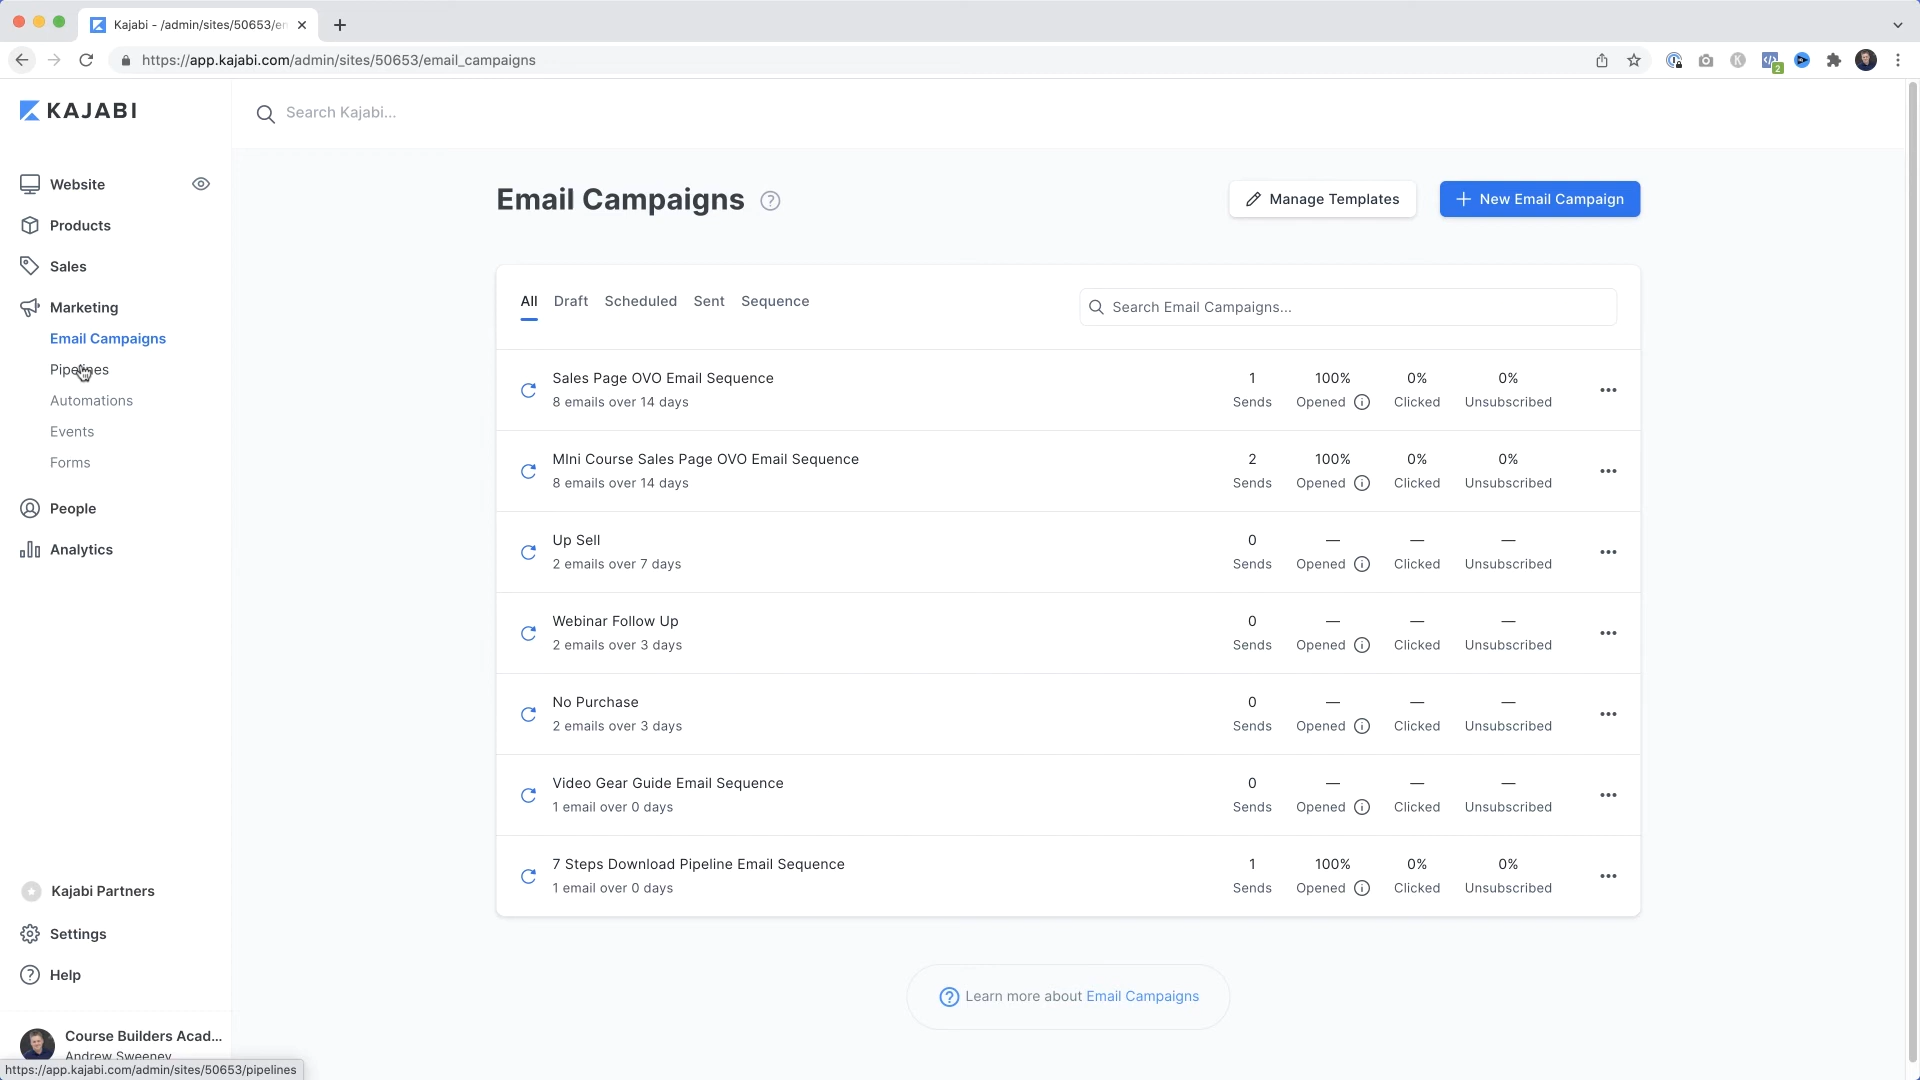 Kajabi - /admin/sites/50653/en
https://app.kajabi.com/admin/sites/50653/email_campaigns
2
KAJABI
Search Kajabi...
Website
Products
Sales
Marketing
Email Campaigns
Pipelines
Automations
Events
Forms
People
Analytics
Kajabi Partners
Settings
Help
Course Builders Acad...
Andrew Sweeney
https://app.kajabi.com/admin/sites/50653/pipelines
Email Campaigns ?
Manage Templates
New Email Campaign
All Draft Scheduled Sent Sequence
Search Email Campaigns...
Sales Page OVO Email Sequence 1 100% 0% 0%
8 emails over 14 days Sends Opened Clicked Unsubscribed
MIni Course Sales Page OVO Email Sequence 2 100% 0% 0%
8 emails over 14 days Sends Opened Clicked Unsubscribed
Up Sell 0 — — —
2 emails over 7 days Sends Opened Clicked Unsubscribed
Webinar Follow Up 0 — — —
2 emails over 3 days Sends Opened Clicked Unsubscribed
No Purchase 0 — — —
2 emails over 3 days Sends Opened Clicked Unsubscribed
Video Gear Guide Email Sequence 0 — — —
1 email over 0 days Sends Opened Clicked Unsubscribed
7 Steps Download Pipeline Email Sequence 1 100% 0% 0%
1 email over 0 days Sends Opened Clicked Unsubscribed
? Learn more about Email Campaigns